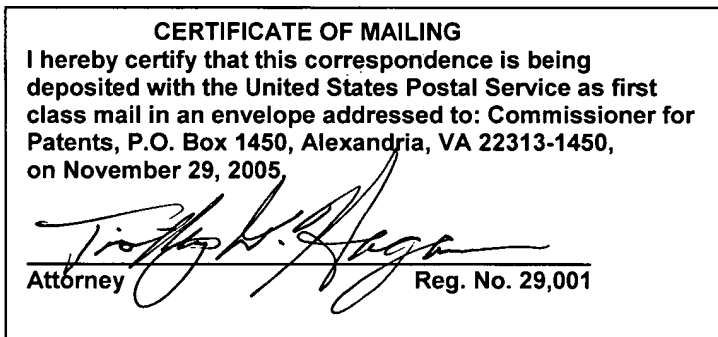 CERTIFICATE OF MAILING
I hereby certify that this correspondence is being
deposited with the United States Postal Service as first
class mail in an envelope addressed to: Commissioner for
Patents, P.O. Box 1450, Alexandria, VA 22313-1450,
on November 29, 2005,
Timothy W. Hagan
Attorney Reg. No. 29,001